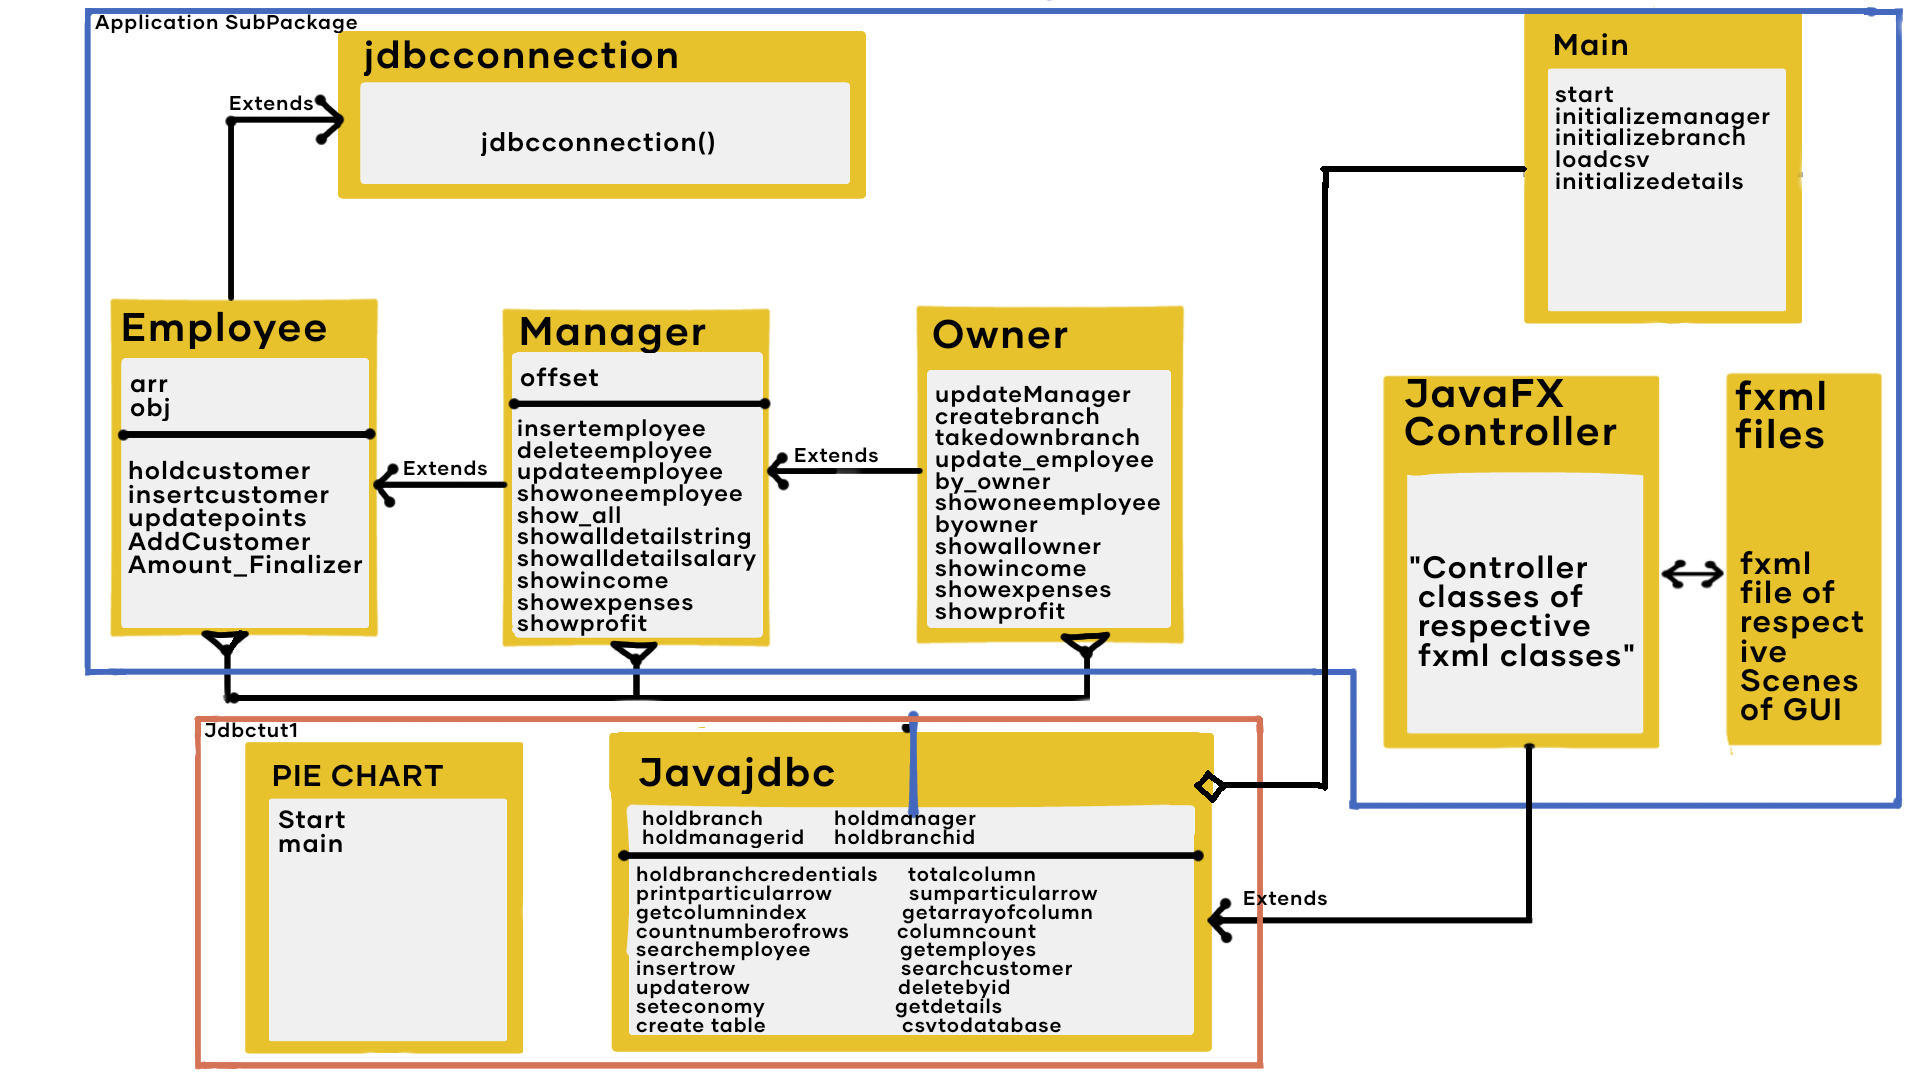 Application SubPackage
jdbcconnection
jdbcconnection()
Extends
Main
start
initializemanager
initializebranch
loadcsv
initializedetails
Employee
arr
obj
holdcustomer
insertcustomer
updatepoints
AddCustomer
Amount_Finalizer
Extends
Manager
offset
insertemployee
deleteemployee
updateemployee
showoneemployee
show_all
showalldetailstring
showalldetailsalary
showincome
showexpenses
showprofit
Extends
Owner
updateManager
createbranch
takedownbranch
update_employee
by_owner
showoneemployee
byowner
showallowner
showincome
showexpenses
showprofit
JavaFX
Controller
"Controller
classes of
respective
fxml classes"
fxml
files
fxml
file of
respect
ive
Scenes
of GUI
Jdbctut1
PIE CHART
Start
main
Javajdbc
holdbranch holdmanager
holdmanagerid holdbranchid
holdbranchcredentials totalcolumn
printparticularrow sumparticularrow
getcolumnindex getarrayofcolumn
countnumberofrows columncount
searchemployee getemployes
insertrow searchcustomer
updaterow deletebyid
seteconomy getdetails
create table csvtodatabase
Extends